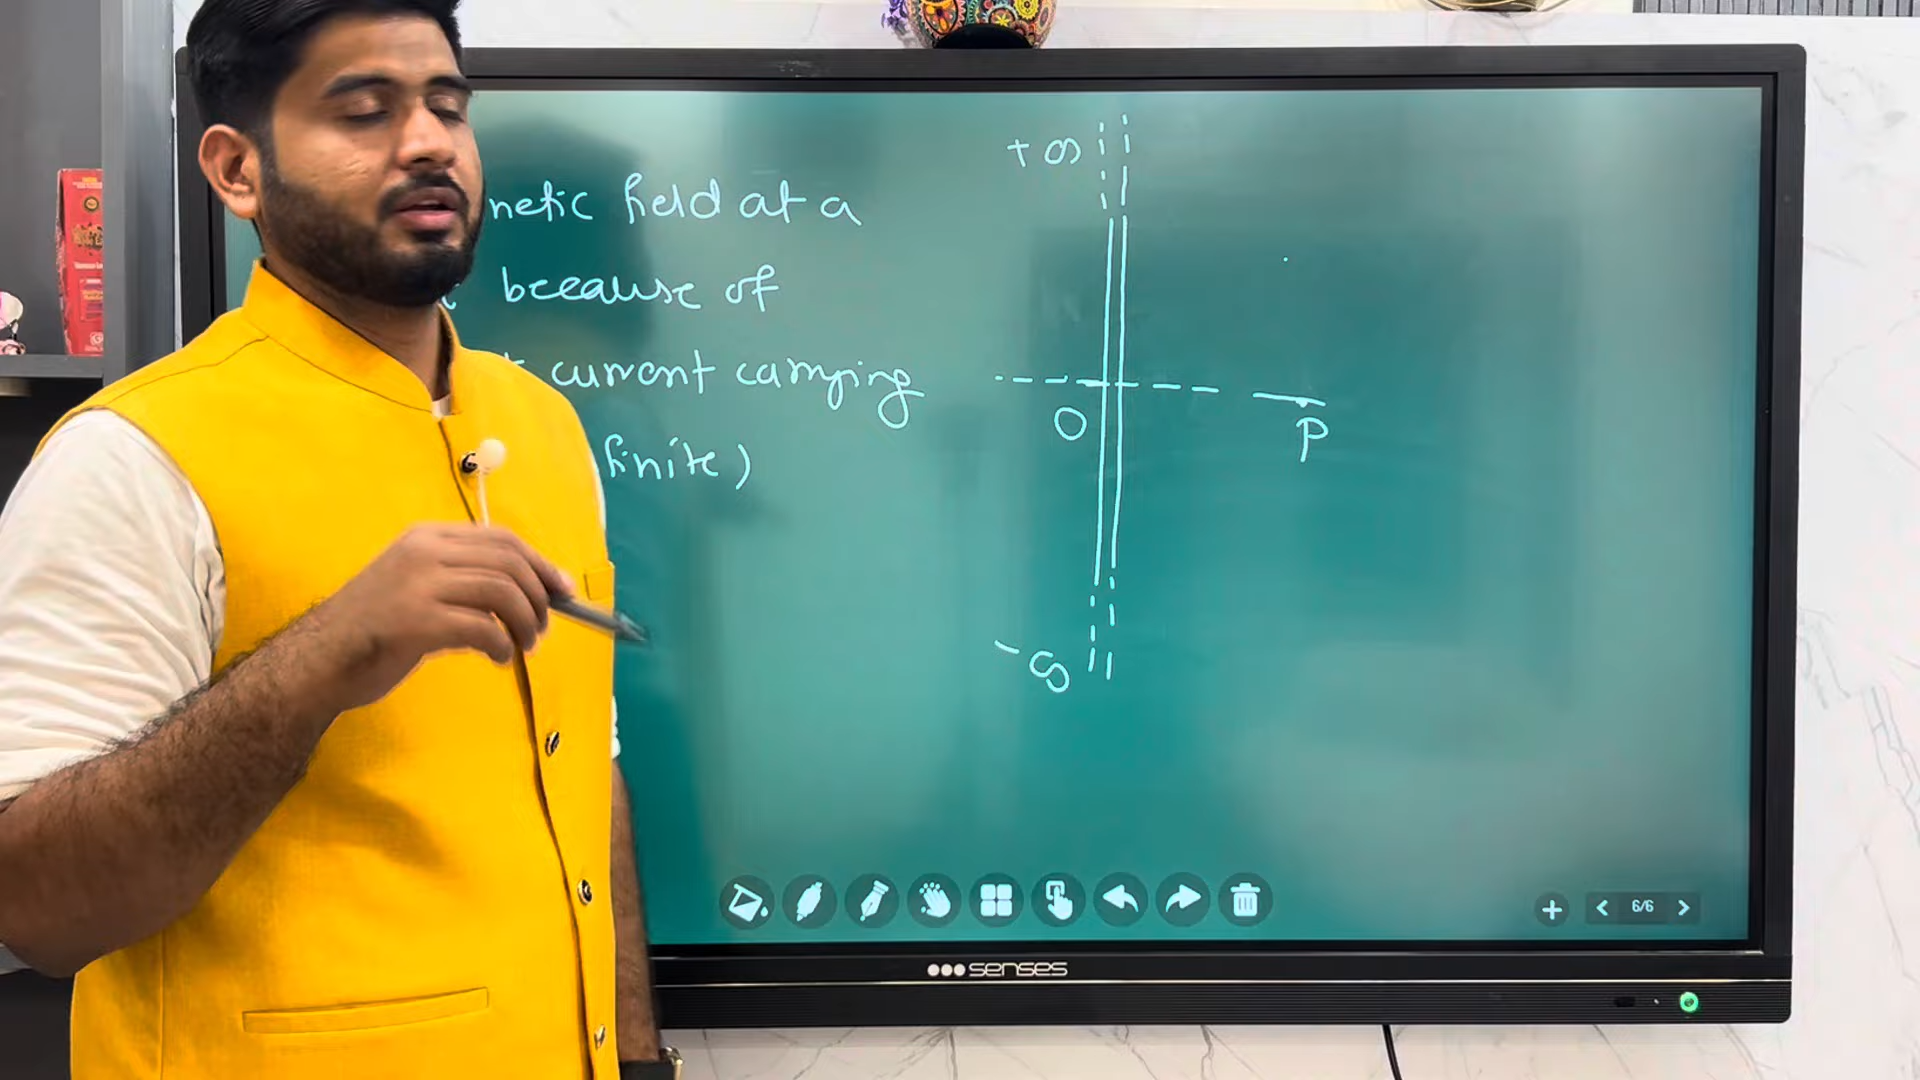 netic field at a
because of
current carrying
finite)
+ ∞
O
P
- ∞
6/6
senses